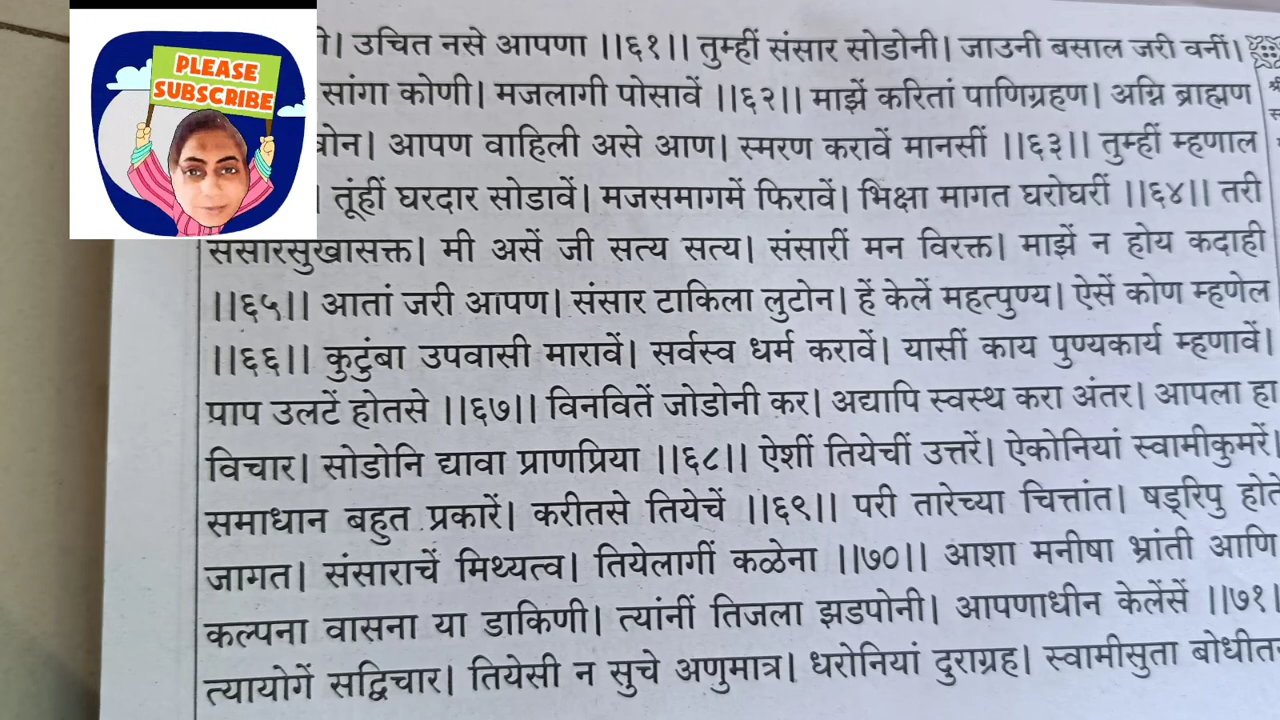 PLEASE
SUBSCRIBE
। उचित नसे आपणा ।।६१।। तुम्हीं संसार सोडोनी। जाउनी बसाल जरी वनीं।
सांगा कोणी। मजलागी पोसावें ।।६२।। माझें करितां पाणिग्रहण। अग्नि ब्राह्मण
। आपण वाहिली असे आण। स्मरण करावें मानसीं ।।६३।। तुम्हीं म्हणाल
। तूंहीं घरदार सोडावें। मजसमागमें फिरावें। भिक्षा मागत घरोघरीं ।।६४।। तरी
संसारसुखासक्त। मी असें जी सत्य सत्य। संसारीं मन विरक्त। माझें न होय कदाही
।।६५।। आतां जरी आपण। संसार टाकिला लुटोन। हें केलें महत्पुण्य। ऐसें कोण म्हणेल
।।६६।। कुटुंबा उपवासी मारावें। सर्वस्व धर्म करावें। यासीं काय पुण्यकार्य म्हणावें।
पाप उलटें होतसे ।।६७।। विनवितें जोडोनी कर। अद्यापि स्वस्थ करा अंतर। आपला हा
विचार। सोडोनि द्यावा प्राणप्रिया ।।६८।। ऐशीं तियेचीं उत्तरें। ऐकोनियां स्वामीकुमरें।
समाधान बहुत प्रकारें। करीतसे तियेचें ।।६९।। परी तारेच्या चित्तांत। षड्रिपु होते
जागत। संसाराचें मिथ्यत्व। तियेलागीं कळेना ।।७०।। आशा मनीषा भ्रांती आणि
कल्पना वासना या डाकिणी। त्यांनीं तिजला झडपोनी। आपणाधीन केलेंसें ।।७१।।
त्यायोगें सद्विचार। तियेसी न सुचे अणुमात्र। धरोनियां दुराग्रह। स्वामीसुता बोधीत